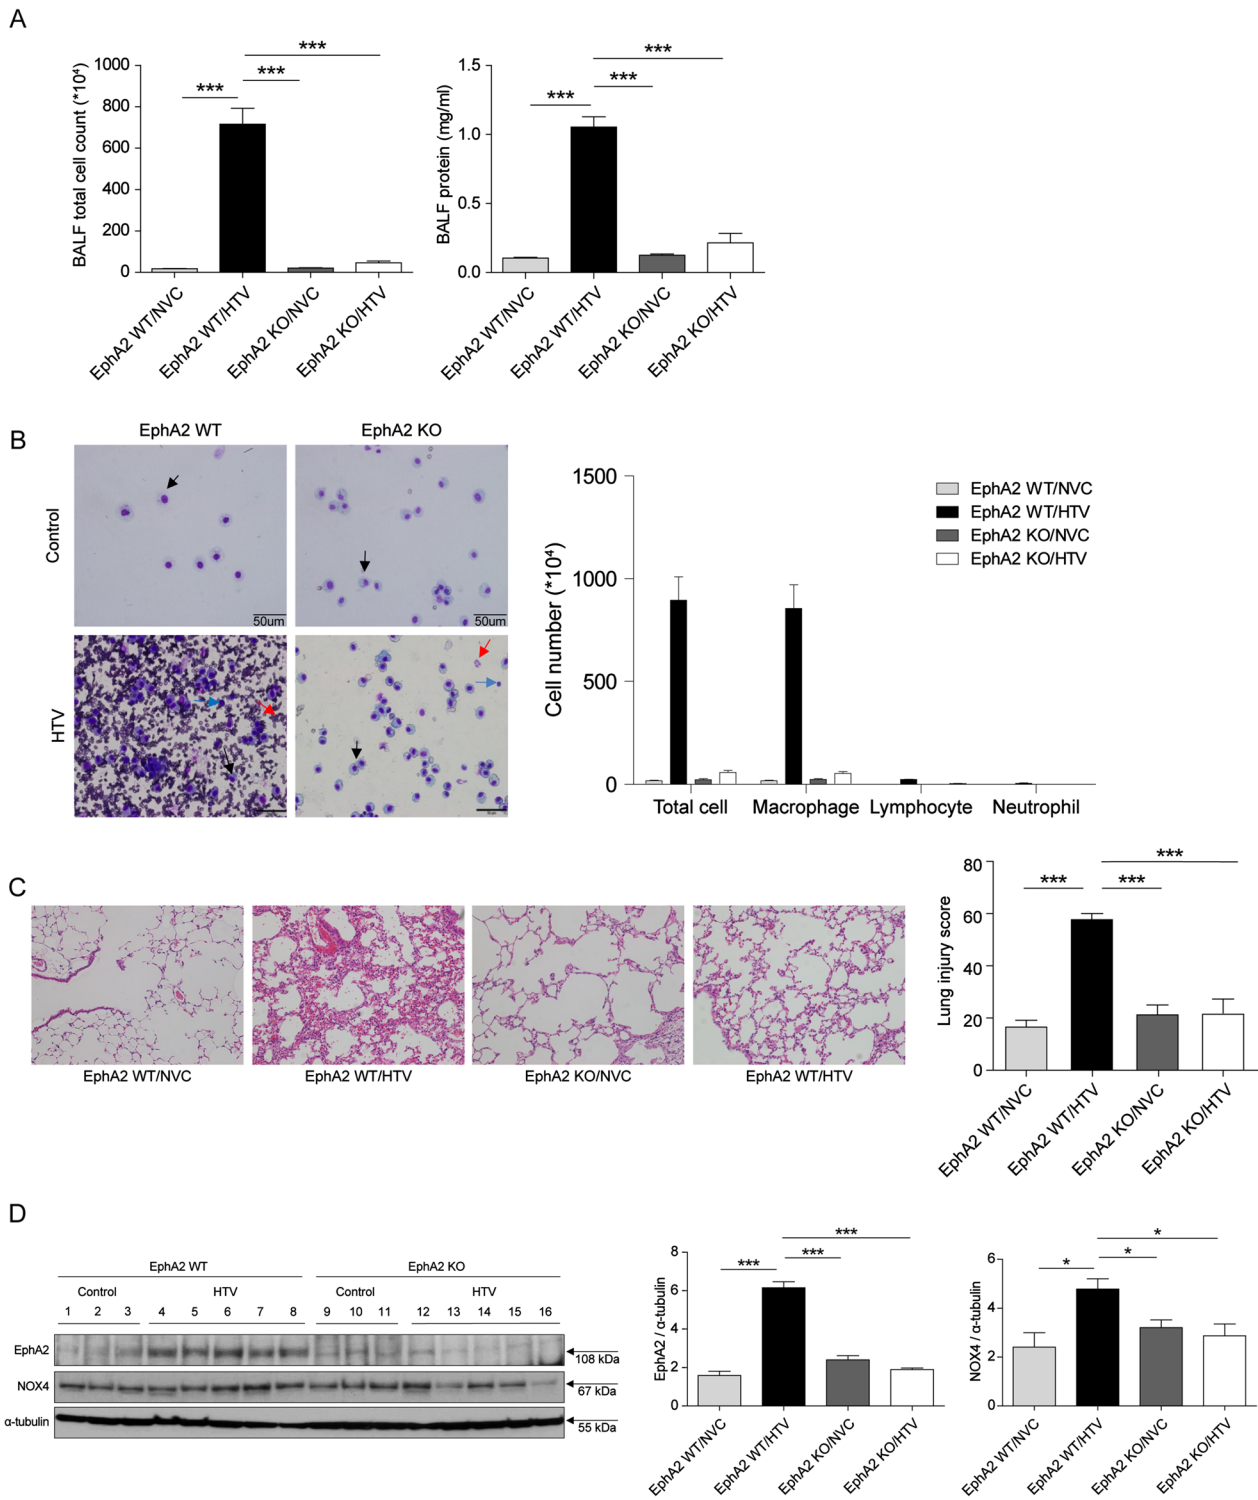 A
BALF total cell count (*10⁴)
1000
800
600
400
200
0
***
***
***
EphA2 WT/NVC
EphA2 WT/HTV
EphA2 KO/NVC
EphA2 KO/HTV
BALF protein (mg/ml)
1.5
1.0
0.5
0.0
***
***
***
EphA2 WT/NVC
EphA2 WT/HTV
EphA2 KO/NVC
EphA2 KO/HTV
B
EphA2 WT
EphA2 KO
Control
HTV
50um
50um
Cell number (*10⁴)
1500
1000
500
0
EphA2 WT/NVC
EphA2 WT/HTV
EphA2 KO/NVC
EphA2 KO/HTV
Total cell
Macrophage
Lymphocyte
Neutrophil
C
EphA2 WT/NVC
EphA2 WT/HTV
EphA2 KO/NVC
EphA2 WT/HTV
Lung injury score
80
60
40
20
0
***
***
***
EphA2 WT/NVC
EphA2 WT/HTV
EphA2 KO/NVC
EphA2 KO/HTV
D
EphA2 WT
EphA2 KO
Control
HTV
Control
HTV
1 2 3 4 5 6 7 8 9 10 11 12 13 14 15 16
EphA2
108 kDa
NOX4
67 kDa
α-tubulin
55 kDa
EphA2 / α-tubulin
8
6
4
2
0
***
***
***
EphA2 WT/NVC
EphA2 WT/HTV
EphA2 KO/NVC
EphA2 KO/HTV
NOX4 / α-tubulin
6
4
2
0
*
*
*
EphA2 WT/NVC
EphA2 WT/HTV
EphA2 KO/NVC
EphA2 KO/HTV